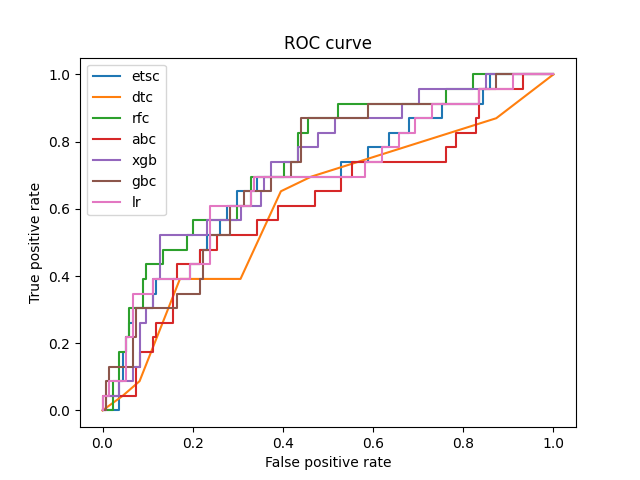 ROC curve
etsc
dtc
rfc
abc
xgb
gbc
lr
True positive rate
1.0
0.8
0.6
0.4
0.2
0.0
0.0 0.2 0.4 0.6 0.8 1.0
False positive rate